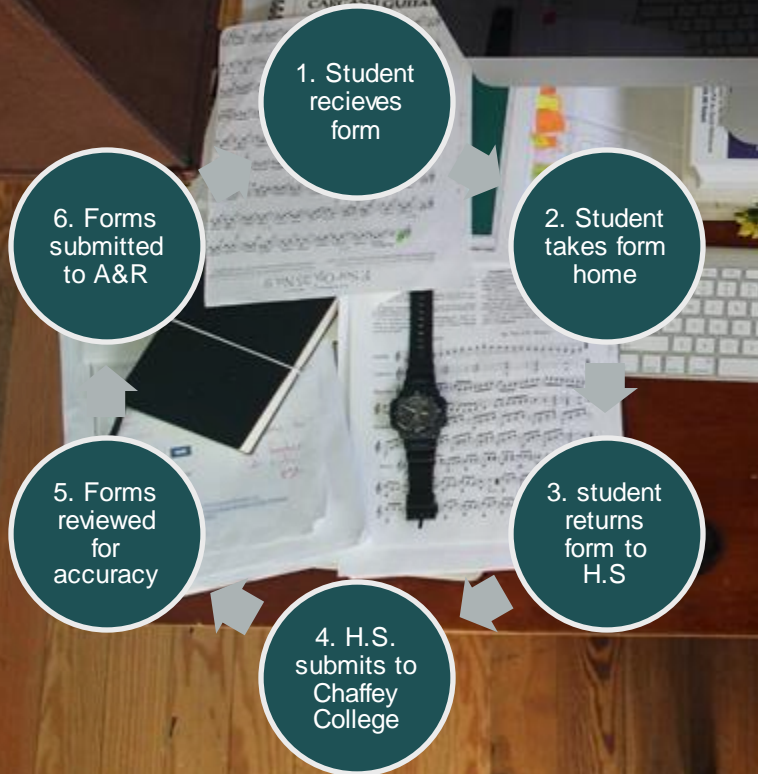 1. Student
recieves
form
2. Student
takes form
home
3. student
returns
form to
H.S
4. H.S.
submits to
Chaffey
College
5. Forms
reviewed
for
accuracy
6. Forms
submitted
to A&R